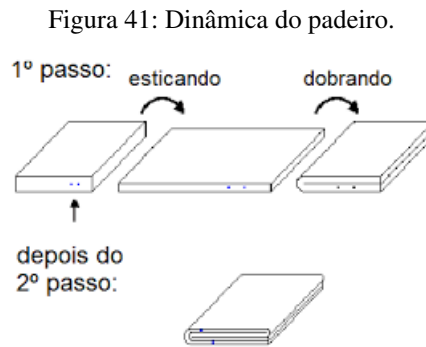 Figura 41: Dinâmica do padeiro.
1º passo:
esticando
dobrando
depois do
2º passo: